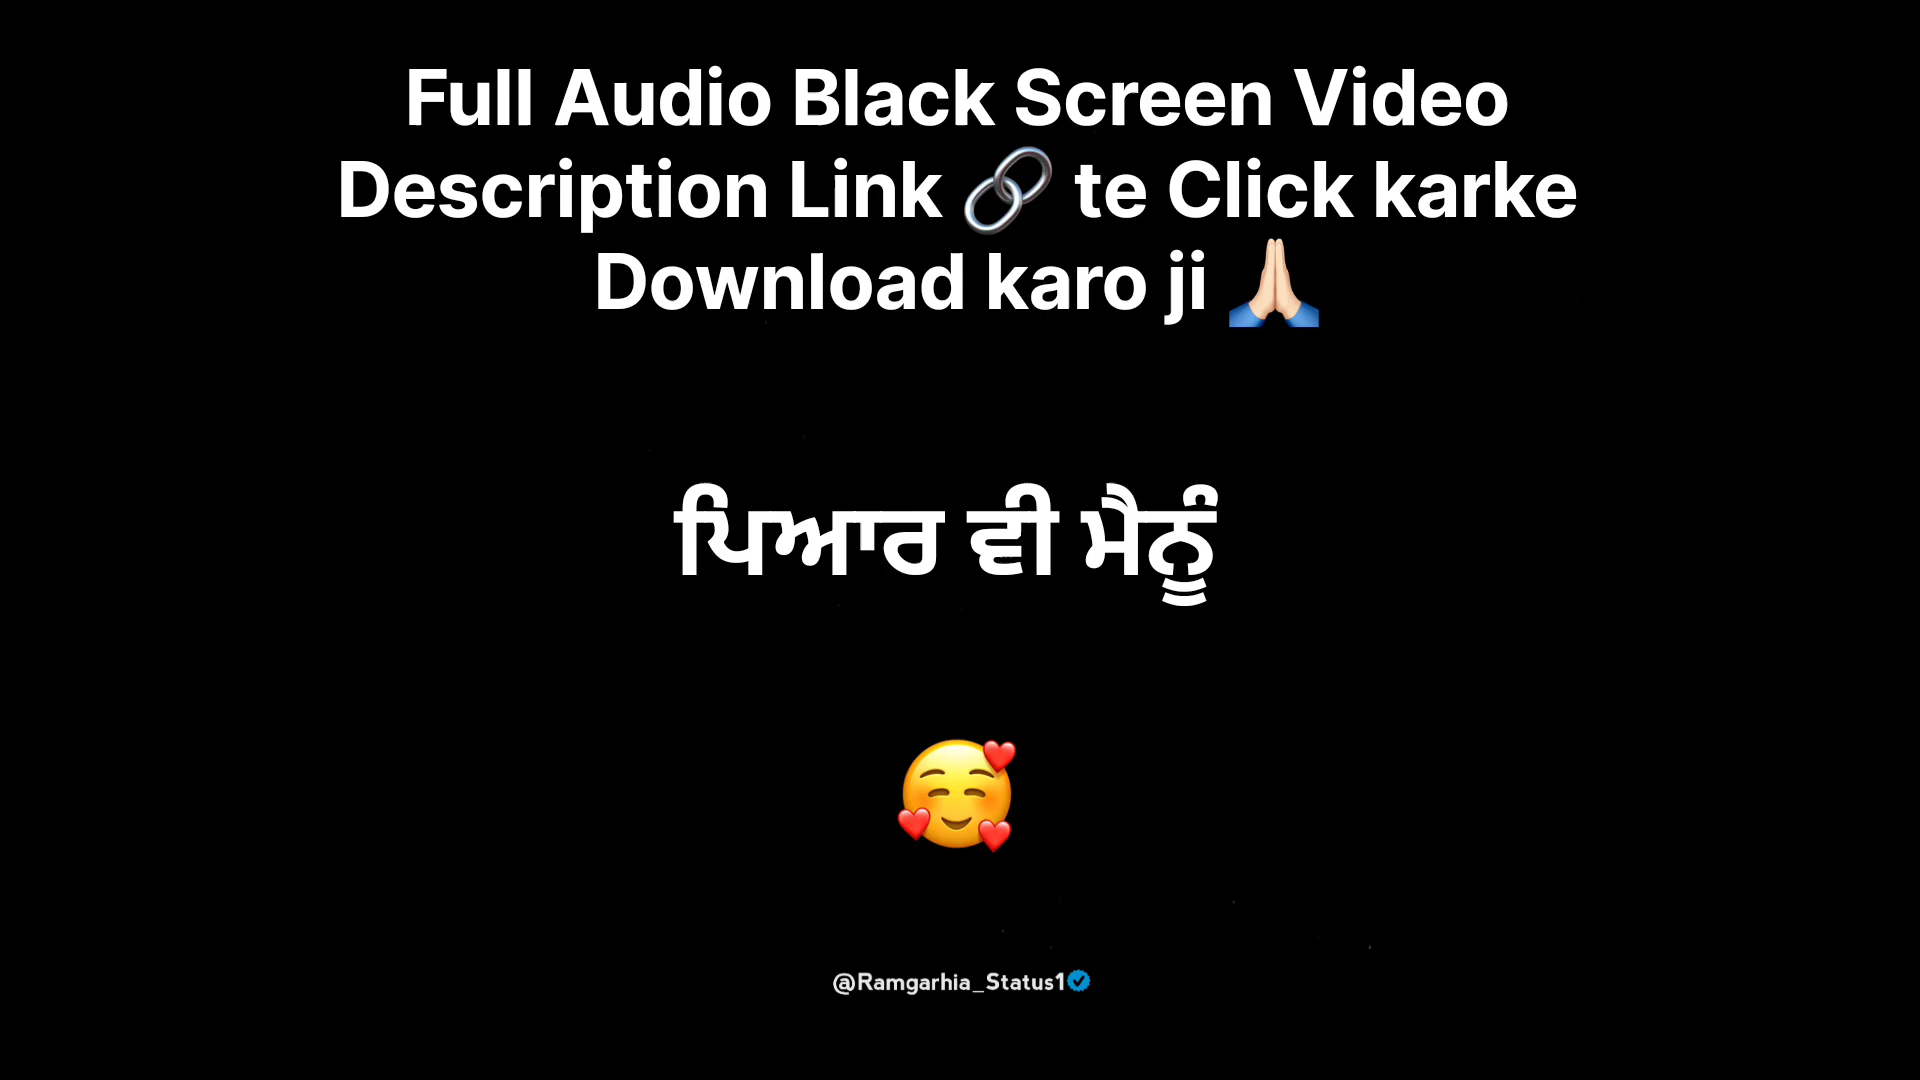 Full Audio Black Screen Video
Description Link 🔗 te Click karke
Download karo ji 🙏🏻
ਪਿਆਰ ਵੀ ਮੈਨੂੰ
🥰
@Ramgarhia_Status1